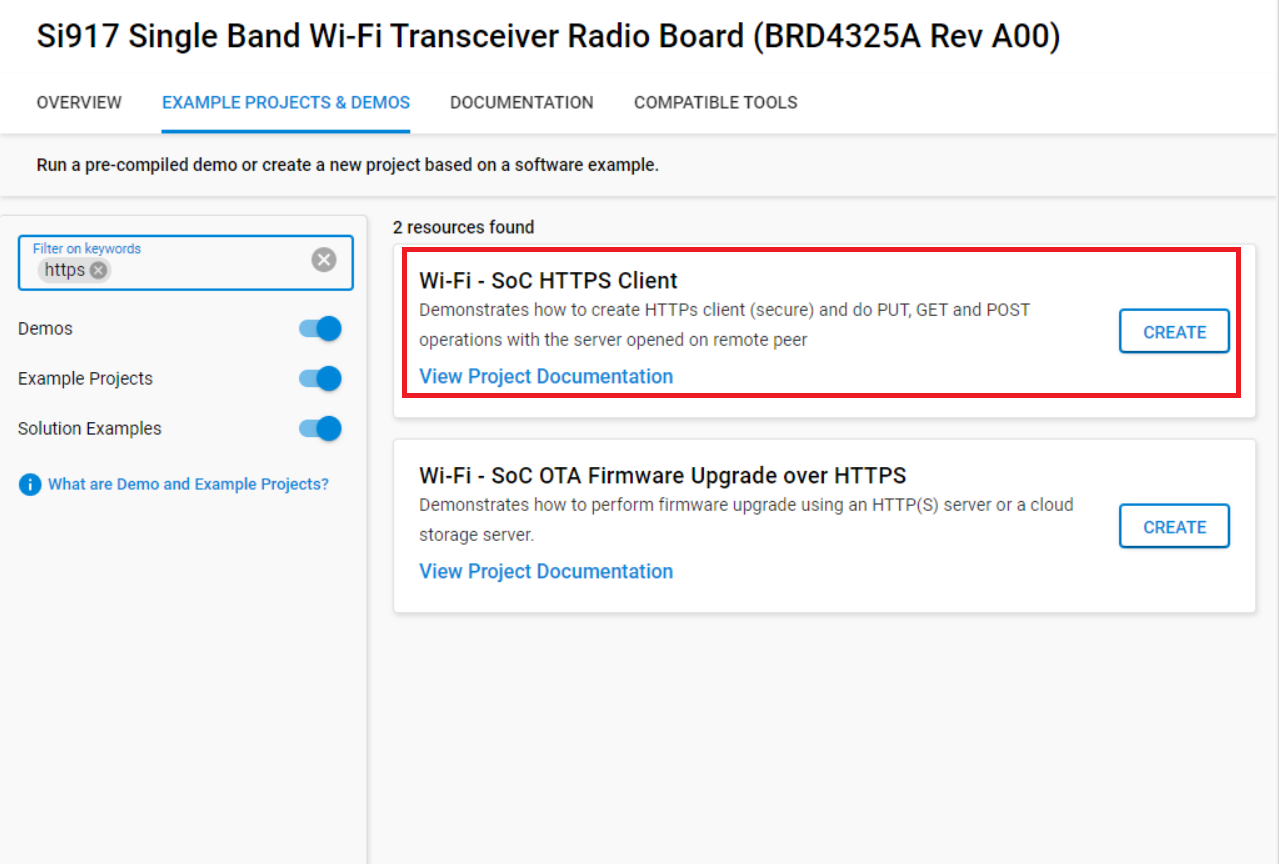 Si917 Single Band Wi-Fi Transceiver Radio Board (BRD4325A Rev A00)
OVERVIEW
EXAMPLE PROJECTS & DEMOS
DOCUMENTATION
COMPATIBLE TOOLS
Run a pre-compiled demo or create a new project based on a software example.
Filter on keywords
https
Demos
Example Projects
Solution Examples
What are Demo and Example Projects?
2 resources found
Wi-Fi - SoC HTTPS Client
Demonstrates how to create HTTPs client (secure) and do PUT, GET and POST
operations with the server opened on remote peer
View Project Documentation
CREATE
Wi-Fi - SoC OTA Firmware Upgrade over HTTPS
Demonstrates how to perform firmware upgrade using an HTTP(S) server or a cloud
storage server.
View Project Documentation
CREATE